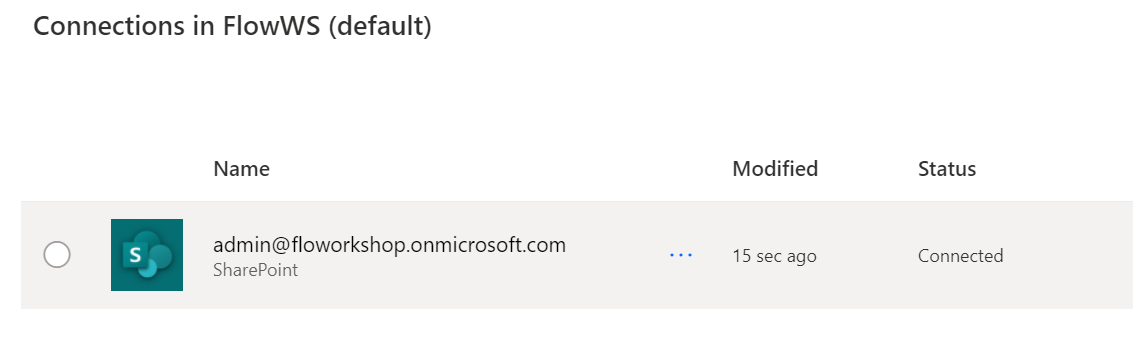 Connections in FlowWS (default)
Name Modified Status
S admin@floworkshop.onmicrosoft.com ... 15 sec ago Connected
SharePoint